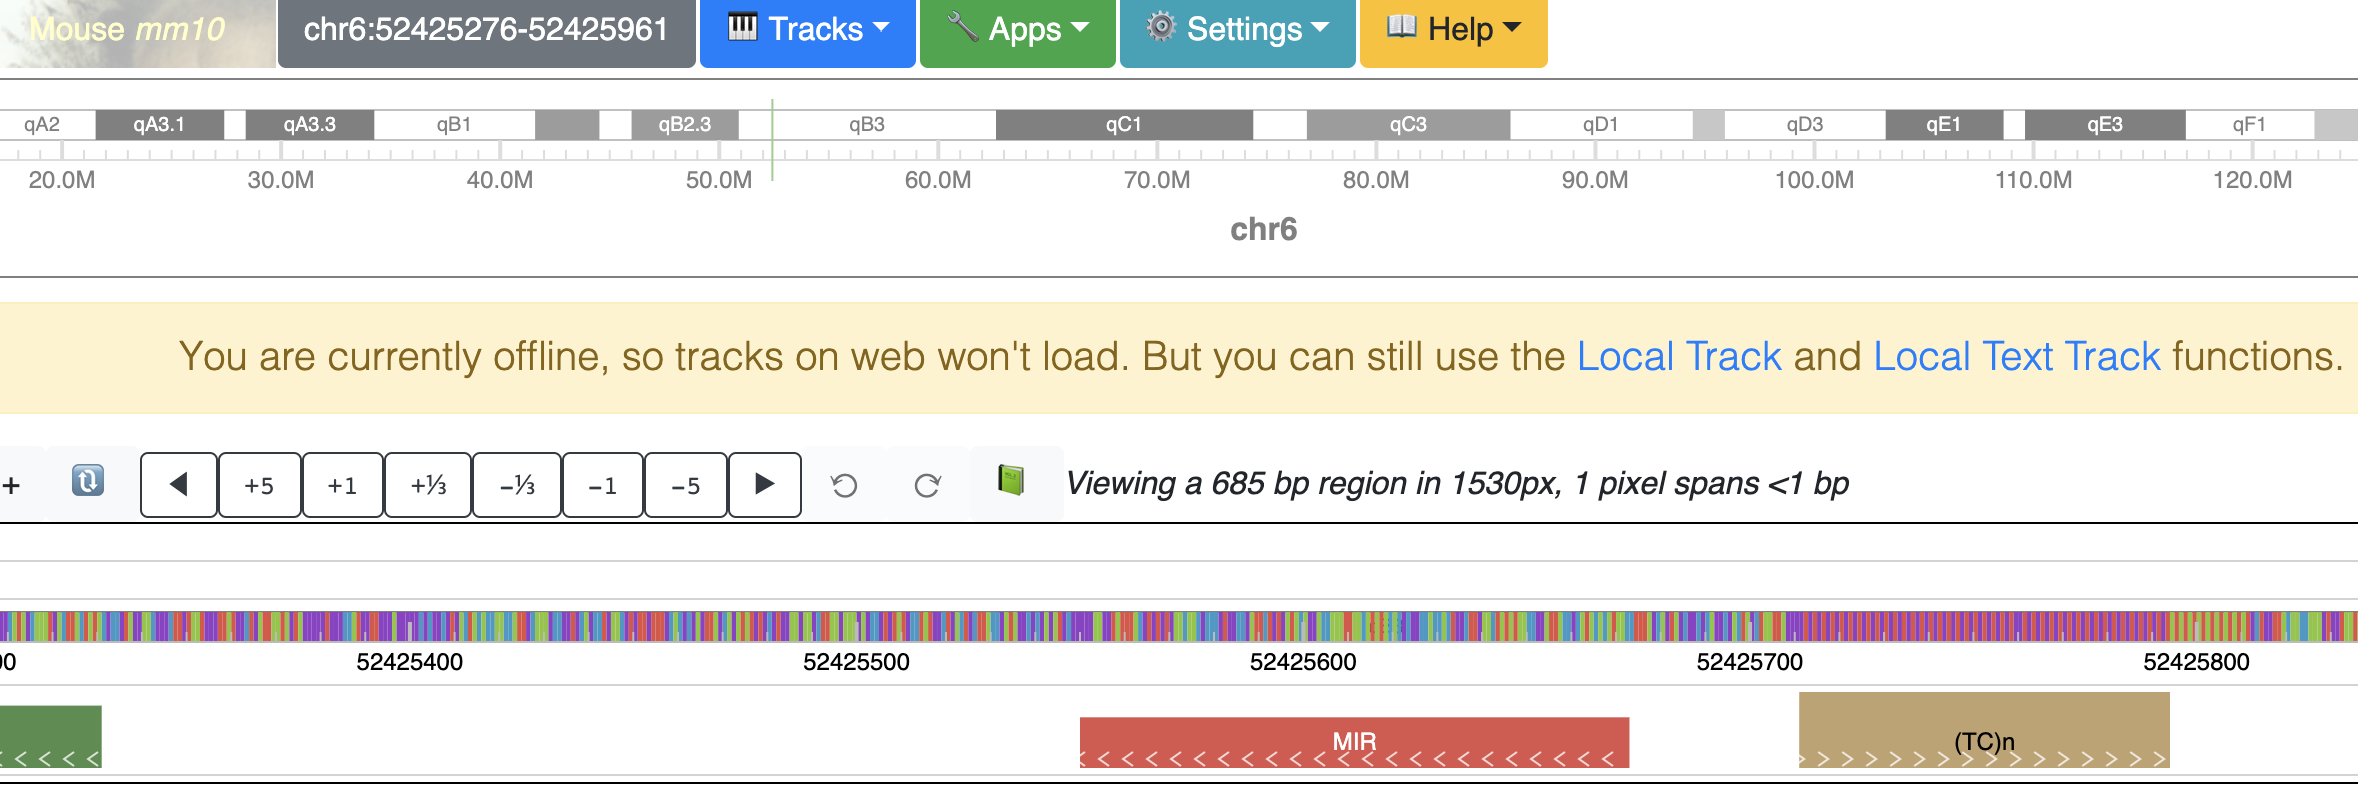 Mouse mm10 chr6:52425276-52425961 Tracks Apps Settings Help
qA2 qA3.1 qA3.3 qB1 qB2.3 qB3 qC1 qC3 qD1 qD3 qE1 qE3 qF1
20.0M 30.0M 40.0M 50.0M 60.0M 70.0M 80.0M 90.0M 100.0M 110.0M 120.0M
chr6
You are currently offline, so tracks on web won't load. But you can still use the Local Track and Local Text Track functions.
+ ◀ +5 +1 +⅓ -⅓ -1 -5 ▶ Viewing a 685 bp region in 1530px, 1 pixel spans <1 bp
00 52425400 52425500 52425600 52425700 52425800
MIR (TC)n